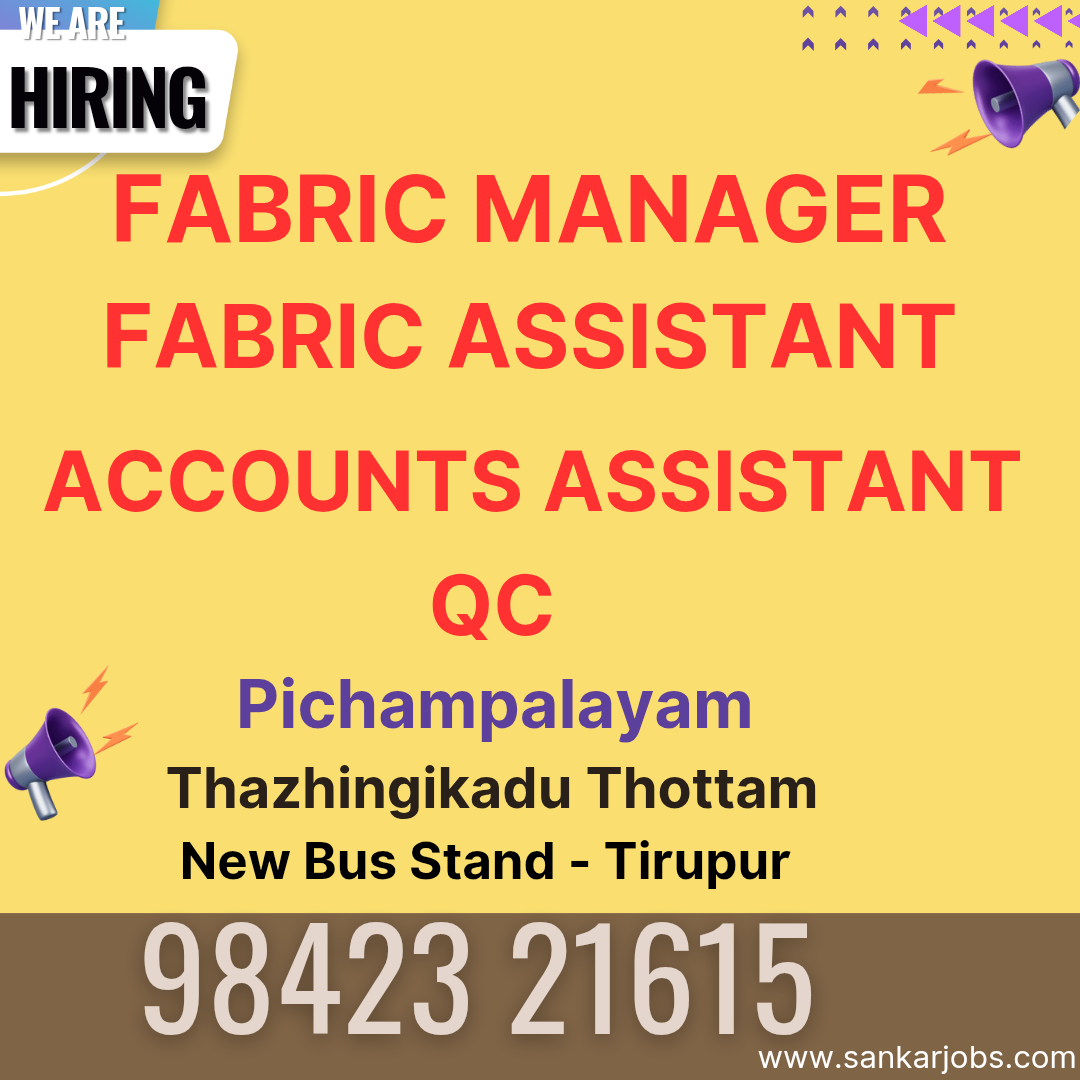 WE ARE
HIRING
FABRIC MANAGER
FABRIC ASSISTANT
ACCOUNTS ASSISTANT
QC
Pichampalayam
Thazhingikadu Thottam
New Bus Stand - Tirupur
98423 21615
www.sankarjobs.com